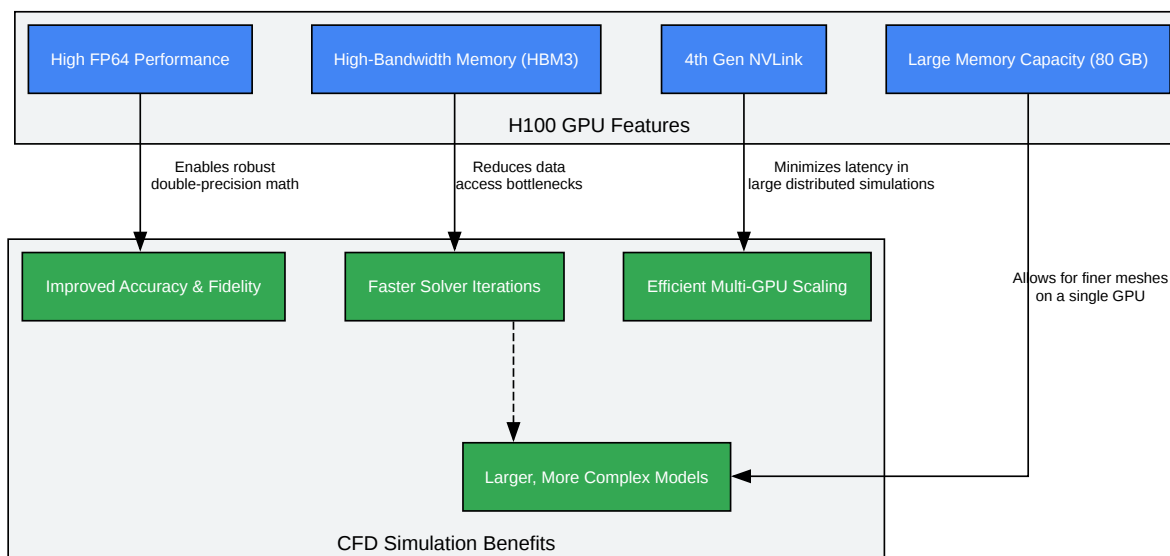 High FP64 Performance
High-Bandwidth Memory (HBM3)
4th Gen NVLink
Large Memory Capacity (80 GB)
H100 GPU Features
Enables robust
double-precision math
Reduces data
access bottlenecks
Minimizes latency in
large distributed simulations
Allows for finer meshes
on a single GPU
Improved Accuracy & Fidelity
Faster Solver Iterations
Efficient Multi-GPU Scaling
Larger, More Complex Models
CFD Simulation Benefits